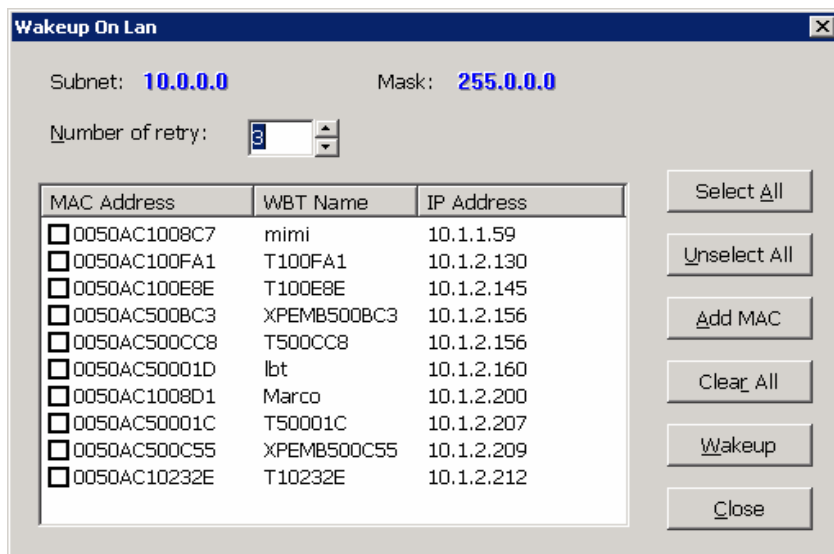 Wakeup On Lan
Subnet: 10.0.0.0 Mask: 255.0.0.0
Number of retry: 3
MAC Address WBT Name IP Address
0050AC1008C7 mimi 10.1.1.59
0050AC100FA1 T100FA1 10.1.2.130
0050AC100E8E T100E8E 10.1.2.145
0050AC500BC3 XPEMB500BC3 10.1.2.156
0050AC500CC8 T500CC8 10.1.2.156
0050AC50001D lbt 10.1.2.160
0050AC1008D1 Marco 10.1.2.200
0050AC50001C T50001C 10.1.2.207
0050AC500C55 XPEMB500C55 10.1.2.209
0050AC10232E T10232E 10.1.2.212
Select All
Unselect All
Add MAC
Clear All
Wakeup
Close